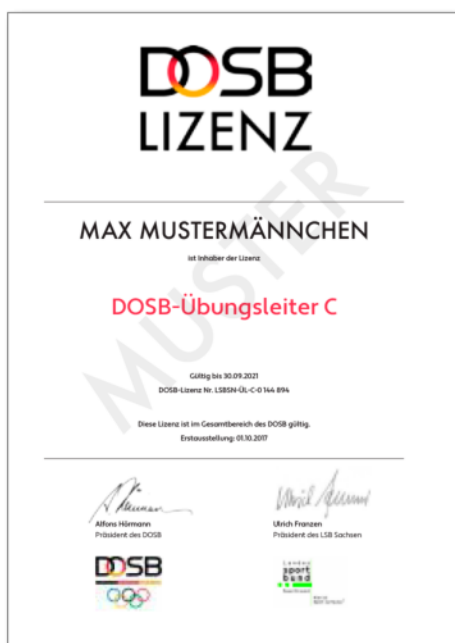 DOSB
LIZENZ
MUSTER
MAX MUSTERMÄNNCHEN
ist Inhaber der Lizenz
DOSB-Übungsleiter C
Gültig bis 30.09.2021
DOSB-Lizenz Nr. LSBSN-ÜL-C-0 144 894
Diese Lizenz ist im Gesamtbereich des DOSB gültig.
Erstausstellung: 01.10.2017
Alfons Hörmann
Präsident des DOSB
Ulrich Franzen
Präsident des LSB Sachsen
DOSB
Landes
sport
bund